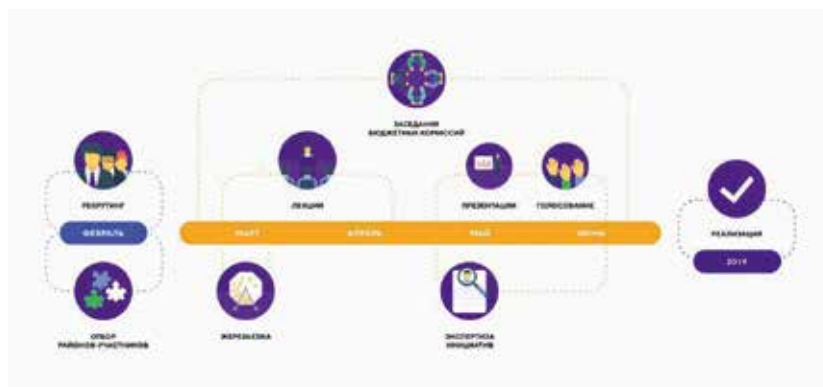 ЗАСЕДАНИЯ
БЮДЖЕТНЫХ КОМИССИЙ
РЕКРУТИНГ
ЛЕКЦИИ
ПРЕЗЕНТАЦИИ
ГОЛОСОВАНИЕ
РЕАЛИЗАЦИЯ
ФЕВРАЛЬ
МАРТ
АПРЕЛЬ
МАЙ
ИЮНЬ
2019
ОТБОР
РАЙОНОВ-УЧАСТНИКОВ
ЖЕРЕБЬЕВКА
ЭКСПЕРТИЗА
ИНИЦИАТИВ